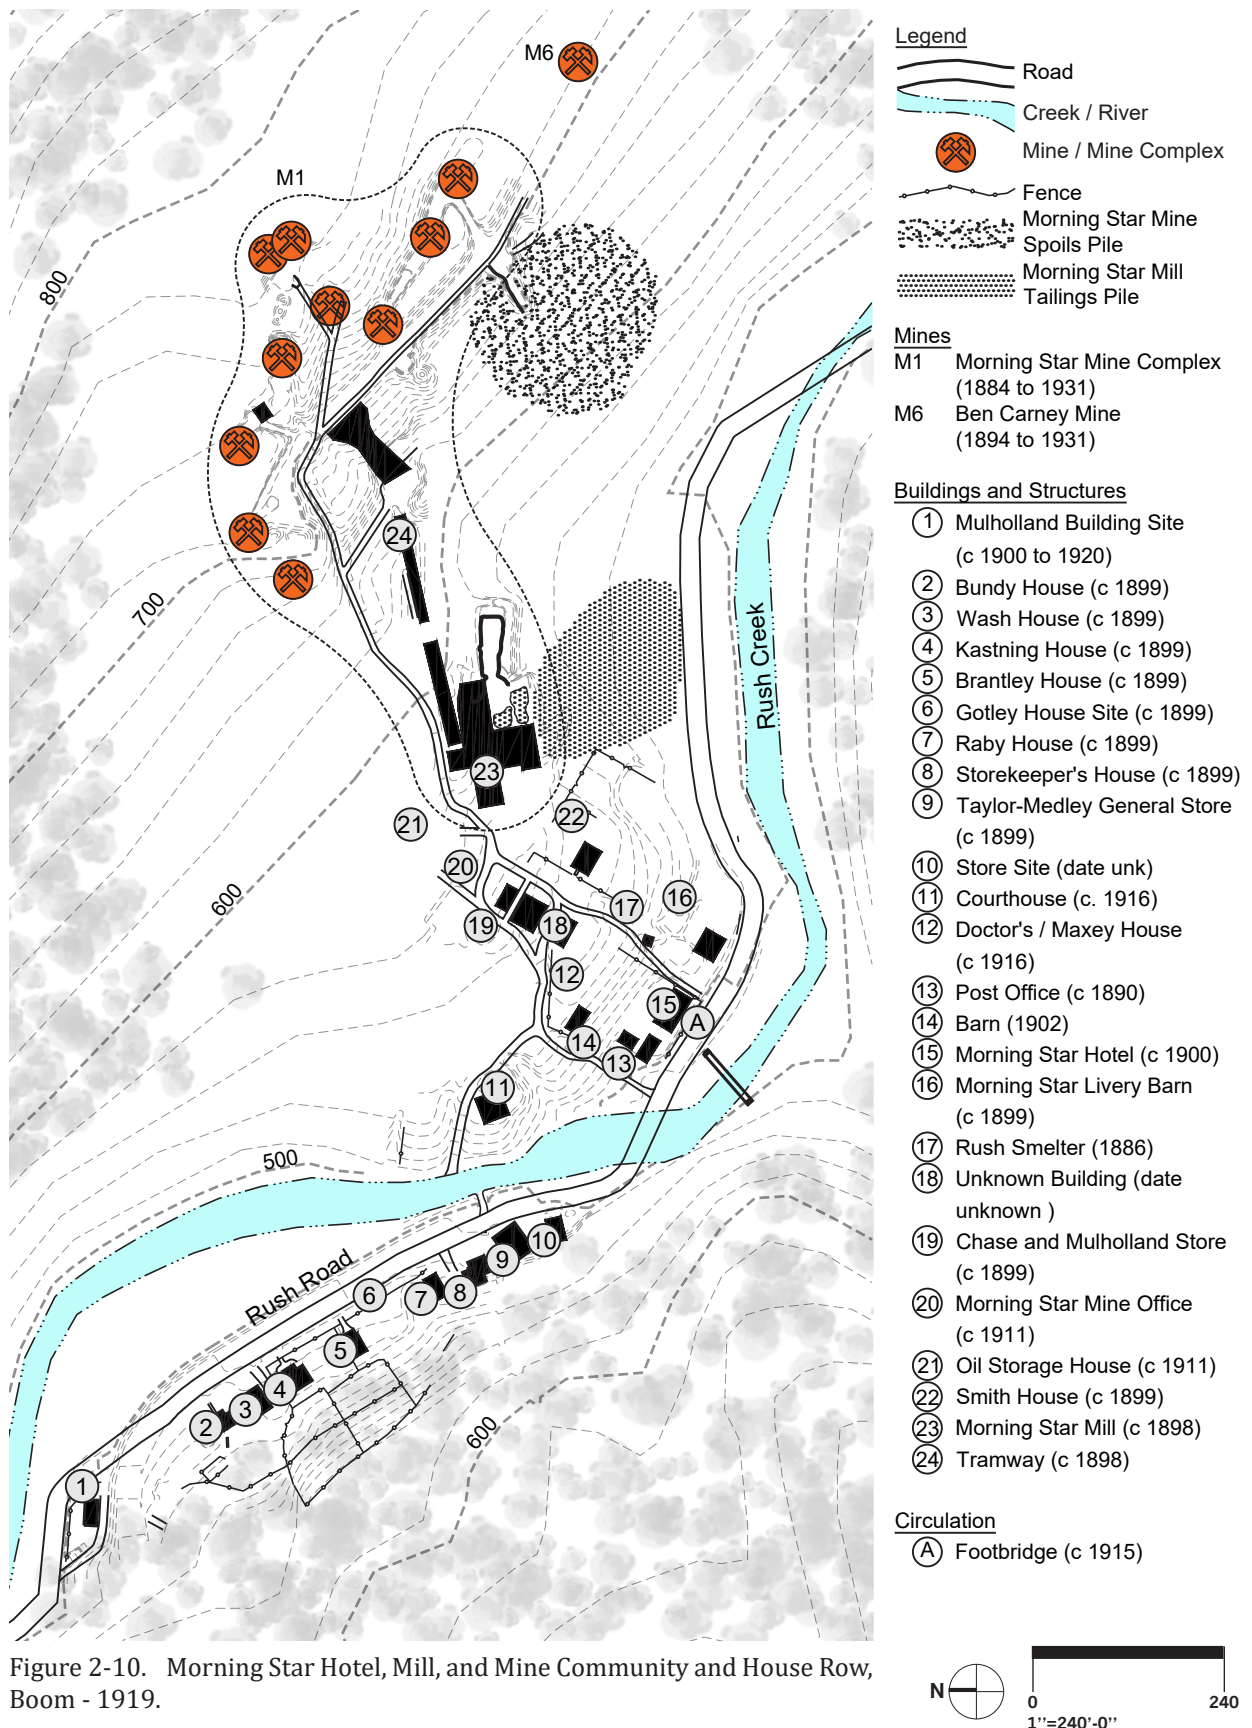 M6
M1
800
700
600
500
600
Rush Creek
Rush Road
24
23
22
21
20
19
18
17
16
15
A
12
14
13
11
10
9
8
7
6
5
4
3
2
1
Legend
Road
Creek / River
Mine / Mine Complex
Fence
Morning Star Mine
Spoils Pile
Morning Star Mill
Tailings Pile
Mines
M1 Morning Star Mine Complex
(1884 to 1931)
M6 Ben Carney Mine
(1894 to 1931)
Buildings and Structures
1 Mulholland Building Site
(c 1900 to 1920)
2 Bundy House (c 1899)
3 Wash House (c 1899)
4 Kastning House (c 1899)
5 Brantley House (c 1899)
6 Gotley House Site (c 1899)
7 Raby House (c 1899)
8 Storekeeper's House (c 1899)
9 Taylor-Medley General Store
(c 1899)
10 Store Site (date unk)
11 Courthouse (c. 1916)
12 Doctor's / Maxey House
(c 1916)
13 Post Office (c 1890)
14 Barn (1902)
15 Morning Star Hotel (c 1900)
16 Morning Star Livery Barn
(c 1899)
17 Rush Smelter (1886)
18 Unknown Building (date
unknown )
19 Chase and Mulholland Store
(c 1899)
20 Morning Star Mine Office
(c 1911)
21 Oil Storage House (c 1911)
22 Smith House (c 1899)
23 Morning Star Mill (c 1898)
24 Tramway (c 1898)
Circulation
A Footbridge (c 1915)
N
0 240
1''=240'-0''
Figure 2-10. Morning Star Hotel, Mill, and Mine Community and House Row,
Boom - 1919.